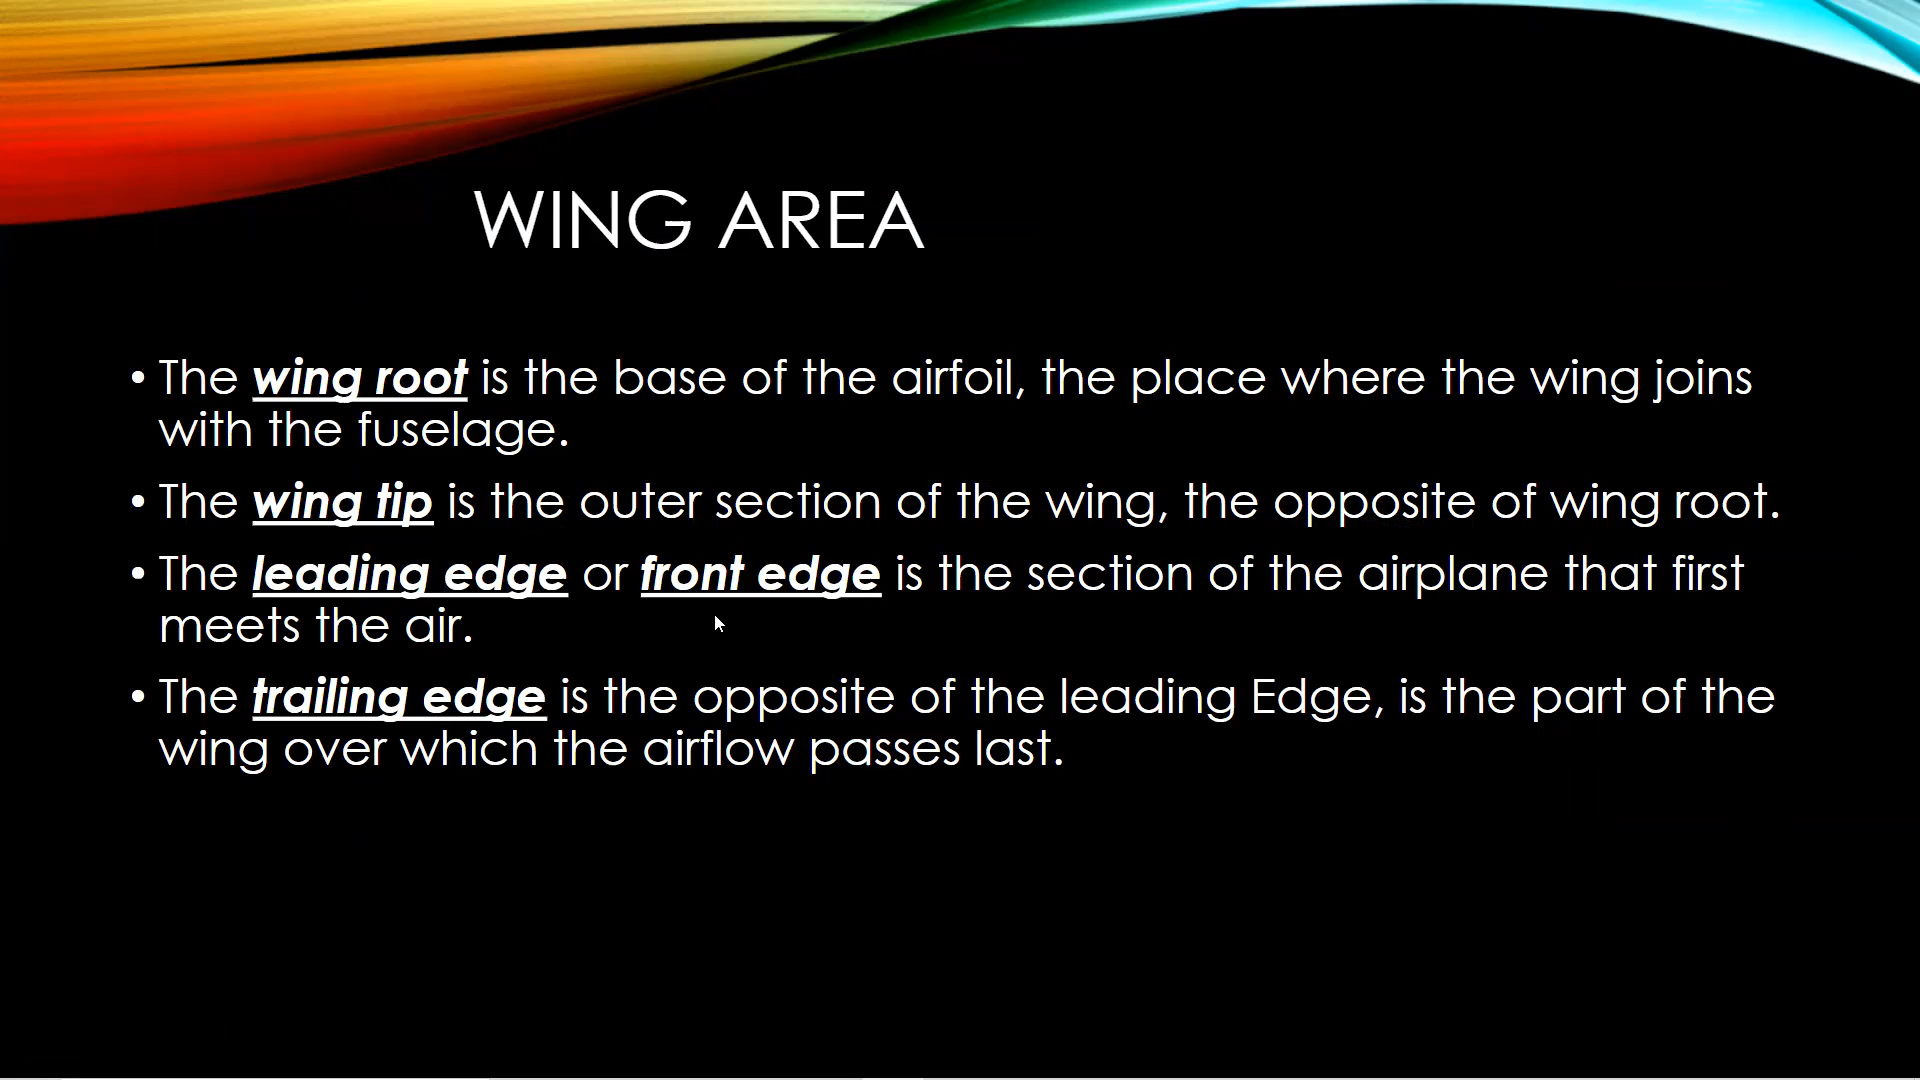 WING AREA
• The wing root is the base of the airfoil, the place where the wing joins
with the fuselage.
• The wing tip is the outer section of the wing, the opposite of wing root.
• The leading edge or front edge is the section of the airplane that first
meets the air.
• The trailing edge is the opposite of the leading Edge, is the part of the
wing over which the airflow passes last.